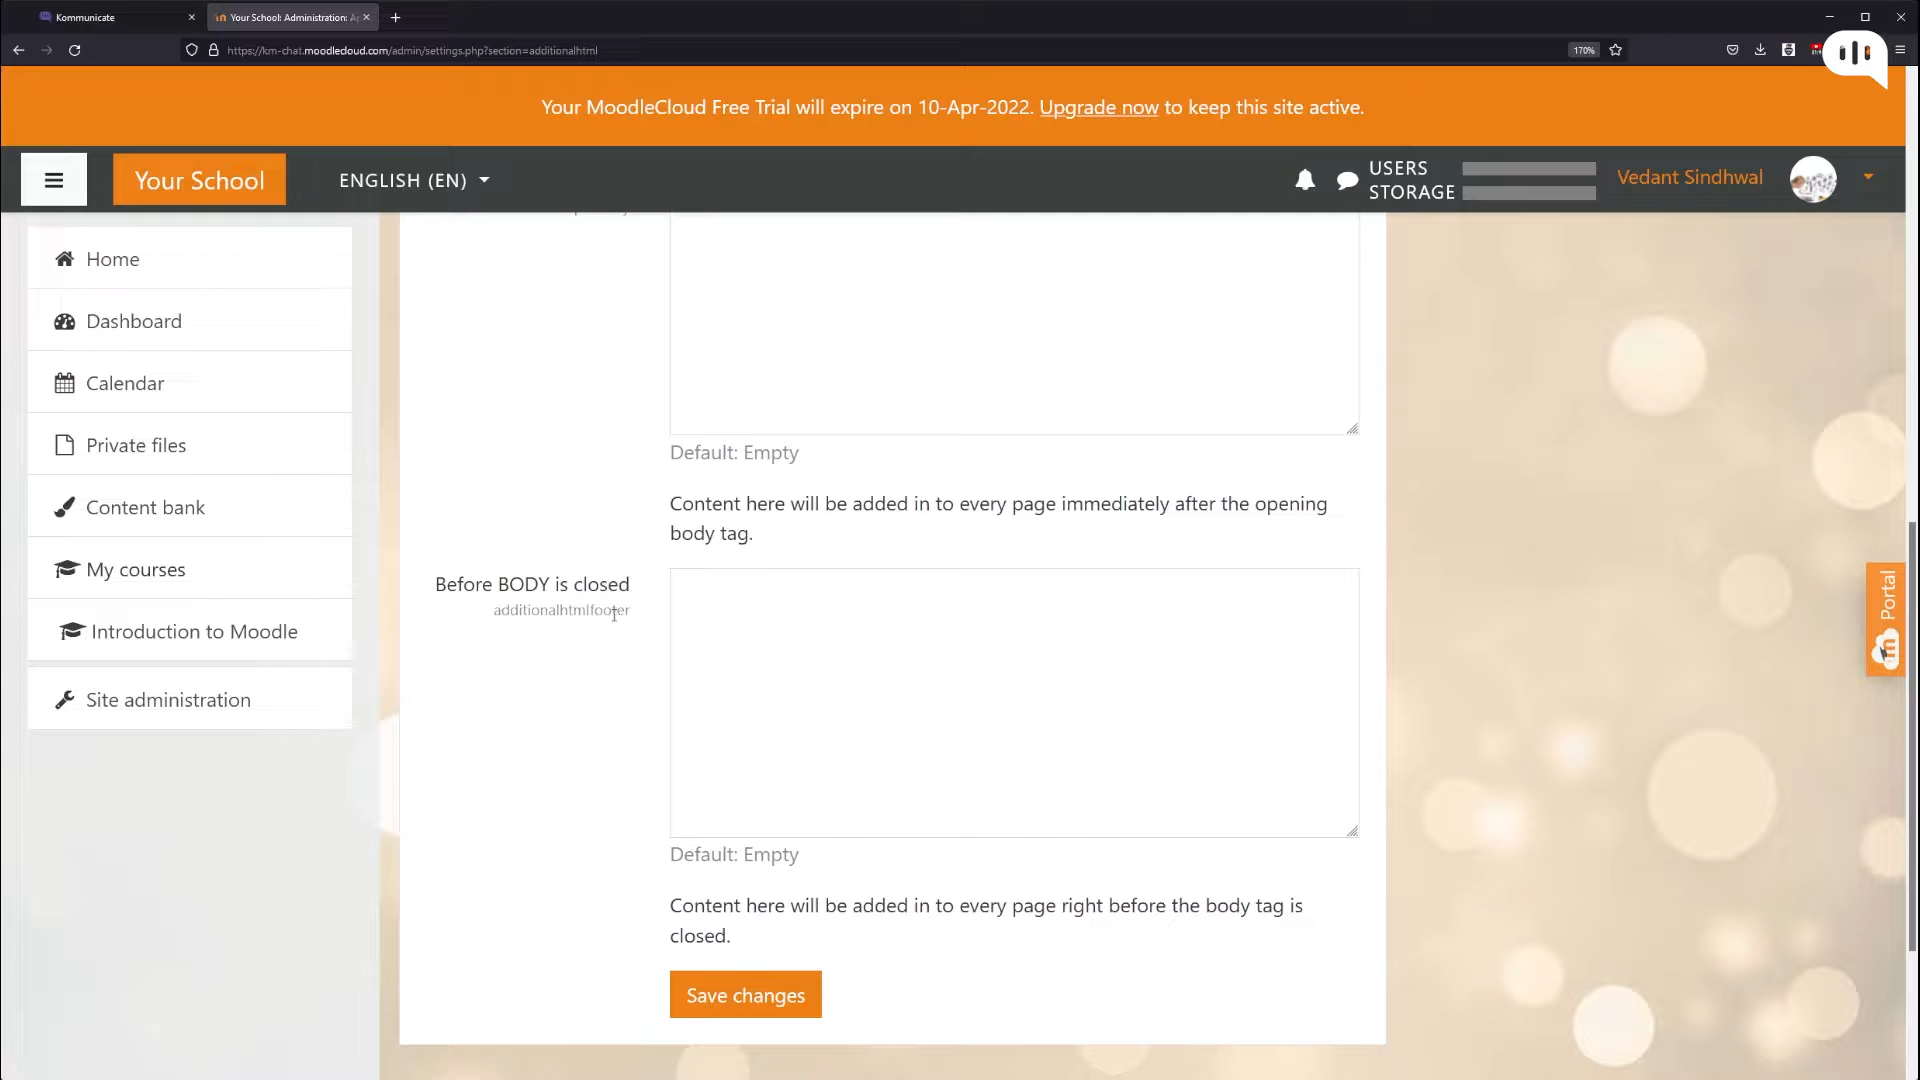 Kommunicate
Your School: Administration: A
https://km-chat.moodlecloud.com/admin/settings.php?section=additionalhtml
170%
Your MoodleCloud Free Trial will expire on 10-Apr-2022. Upgrade now to keep this site active.
Your School
ENGLISH (EN)
USERS
STORAGE
Vedant Sindhwal
Home
Dashboard
Calendar
Private files
Content bank
My courses
Introduction to Moodle
Site administration
Default: Empty
Content here will be added in to every page immediately after the opening
body tag.
Before BODY is closed
additionalhtmlfooter
Default: Empty
Content here will be added in to every page right before the body tag is
closed.
Save changes
Portal